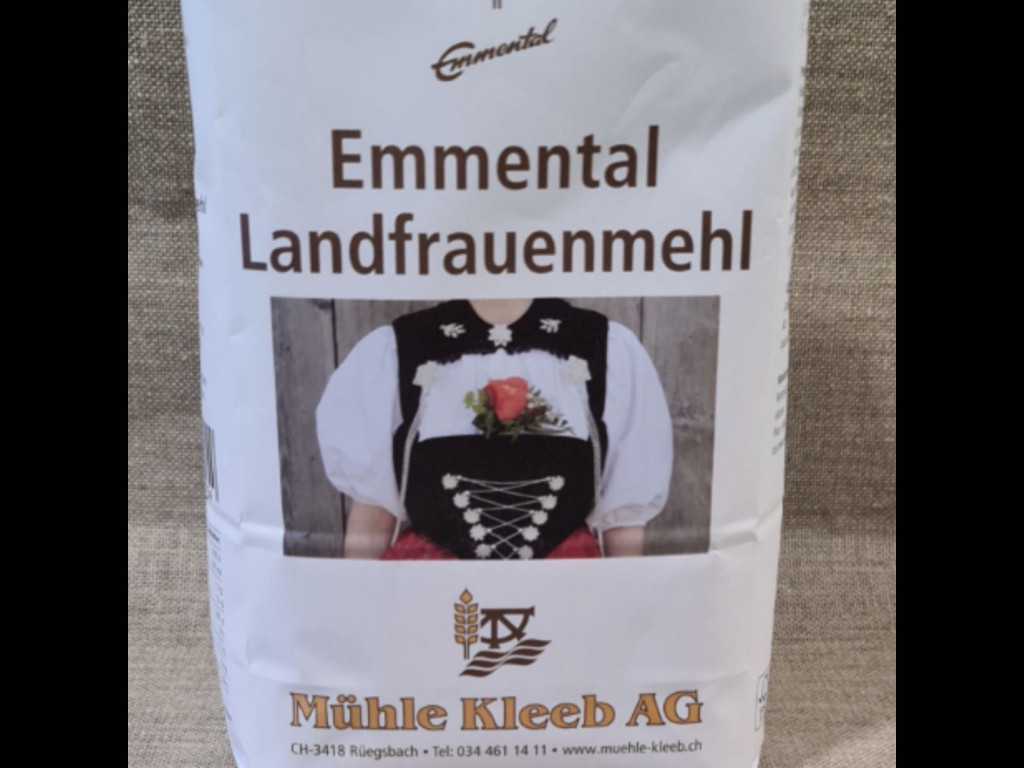 Emmental
Emmental
Landfrauenmehl
Mühle Kleeb AG
CH-3418 Rüegsbach • Tel: 034 461 14 11 • www.muehle-kleeb.ch